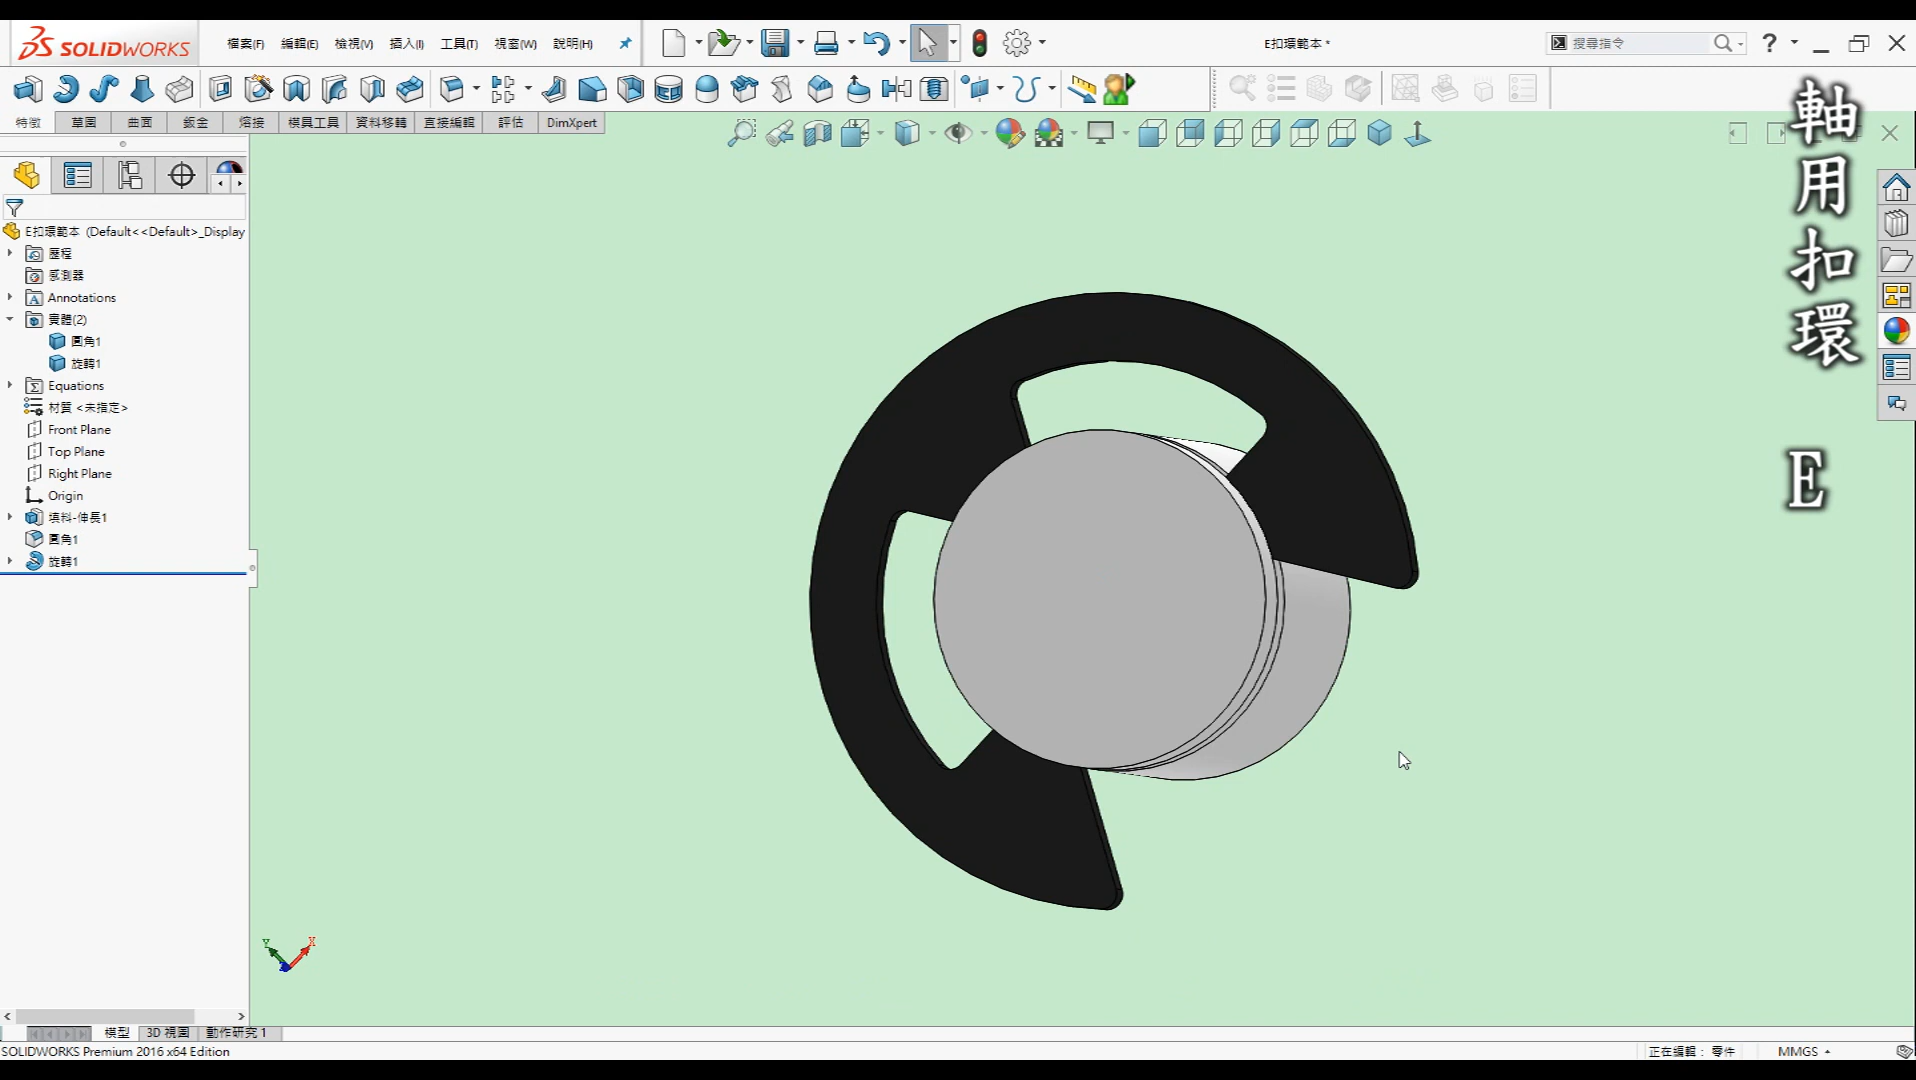 SOLIDWORKS
檔案(F)
編輯(E)
檢視(V)
插入(I)
工具(T)
視窗(W)
說明(H)
E扣環範本 *
搜尋指令
?
特徵
草圖
曲面
鈑金
熔接
模具工具
資料移轉
直接編輯
評估
DimXpert
軸用扣環 E
E扣環範本 (Default<<Default>_Display
歷程
感測器
Annotations
實體(2)
圓角1
旋轉1
Equations
材質 <未指定>
Front Plane
Top Plane
Right Plane
Origin
填料-伸長1
圓角1
旋轉1
Y
X
模型
3D 視圖
動作研究 1
SOLIDWORKS Premium 2016 x64 Edition
正在編輯： 零件
MMGS